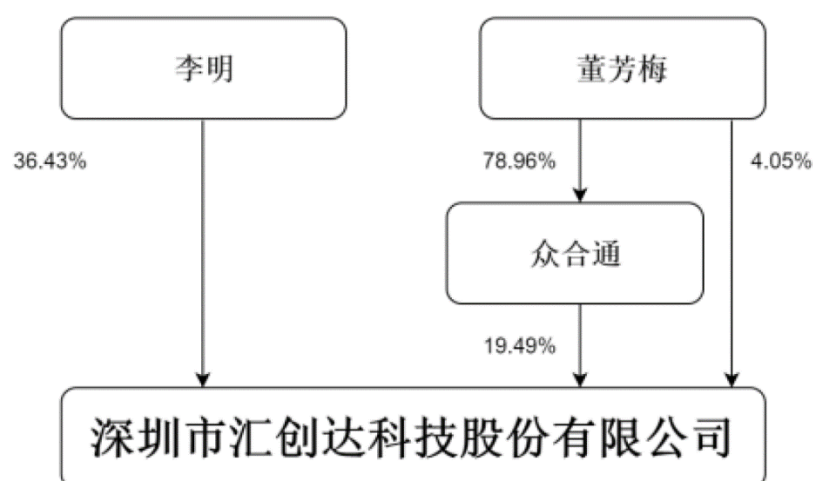 李明
董芳梅
36.43%
78.96%
4.05%
众合通
19.49%
深圳市汇创达科技股份有限公司